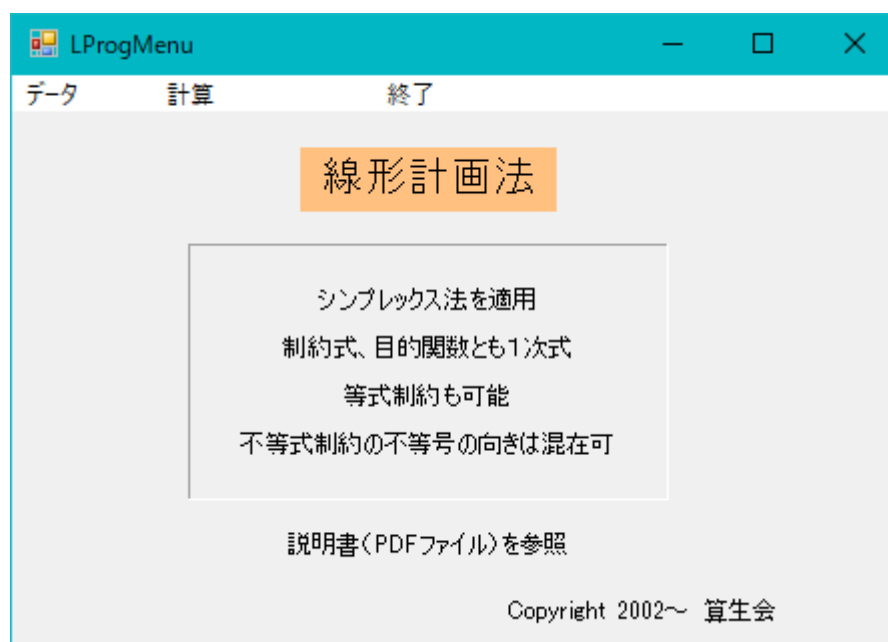 LProgMenu
データ 計算 終了
線形計画法
シンプレックス法を適用
制約式、目的関数とも1次式
等式制約も可能
不等式制約の不等号の向きは混在可
説明書(PDFファイル)を参照
Copyright 2002～ 算生会